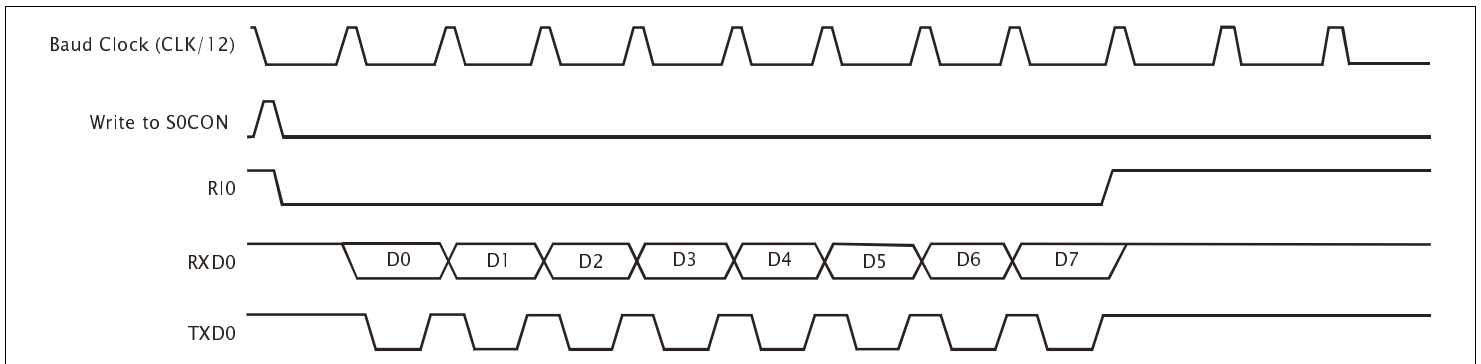 Baud Clock (CLK/12)
Write to S0CON
RI0
RXD0 D0 D1 D2 D3 D4 D5 D6 D7
TXD0